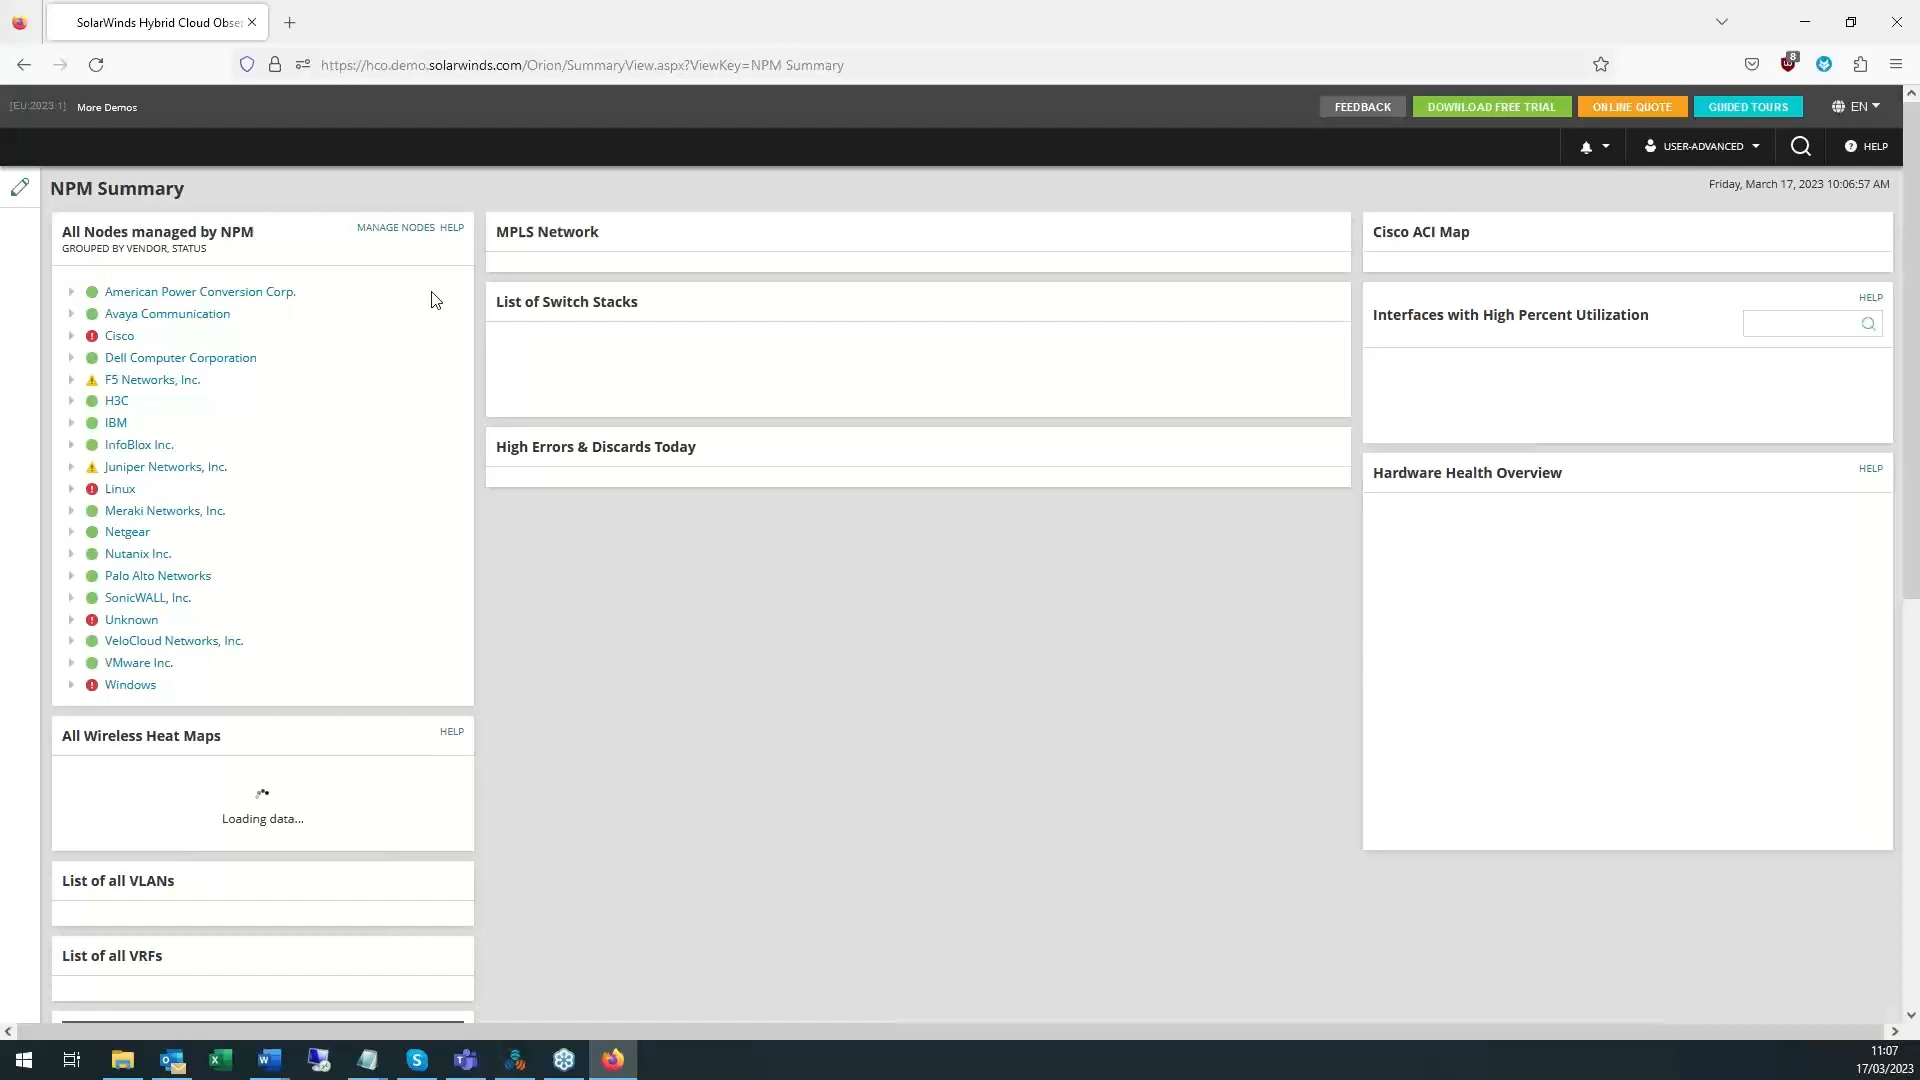 SolarWinds Hybrid Cloud Obse
https://hco.demo.solarwinds.com/Orion/SummaryView.aspx?ViewKey=NPM Summary
8
[EU:2023.1] More Demos
FEEDBACK
DOWNLOAD FREE TRIAL
ONLINE QUOTE
GUIDED TOURS
EN
USER-ADVANCED
HELP
NPM Summary
Friday, March 17, 2023 10:06:57 AM
All Nodes managed by NPM
MANAGE NODES HELP
GROUPED BY VENDOR, STATUS
American Power Conversion Corp.
Avaya Communication
Cisco
Dell Computer Corporation
F5 Networks, Inc.
H3C
IBM
InfoBlox Inc.
Juniper Networks, Inc.
Linux
Meraki Networks, Inc.
Netgear
Nutanix Inc.
Palo Alto Networks
SonicWALL, Inc.
Unknown
VeloCloud Networks, Inc.
VMware Inc.
Windows
All Wireless Heat Maps
HELP
Loading data...
List of all VLANs
List of all VRFs
MPLS Network
List of Switch Stacks
High Errors & Discards Today
Cisco ACI Map
HELP
Interfaces with High Percent Utilization
Hardware Health Overview
HELP
11:07
17/03/2023